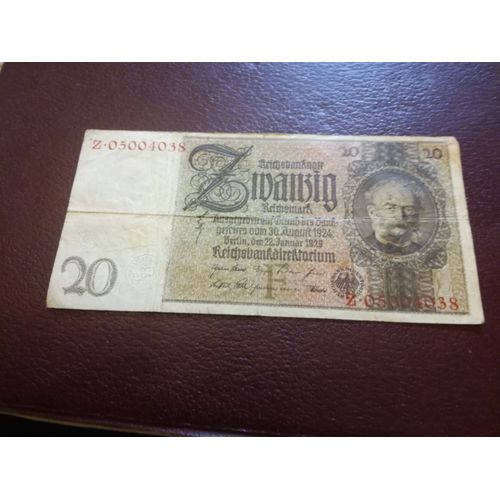 Z·05004038
Reichsbanknote
20 20
Zwanzig
Reichsmark
Ausgegeben auf Grund des Bank-
gesetzes vom 30. August 1924
Berlin, den 22. Januar 1929
Reichsbankdirektorium
20
Z·05004038